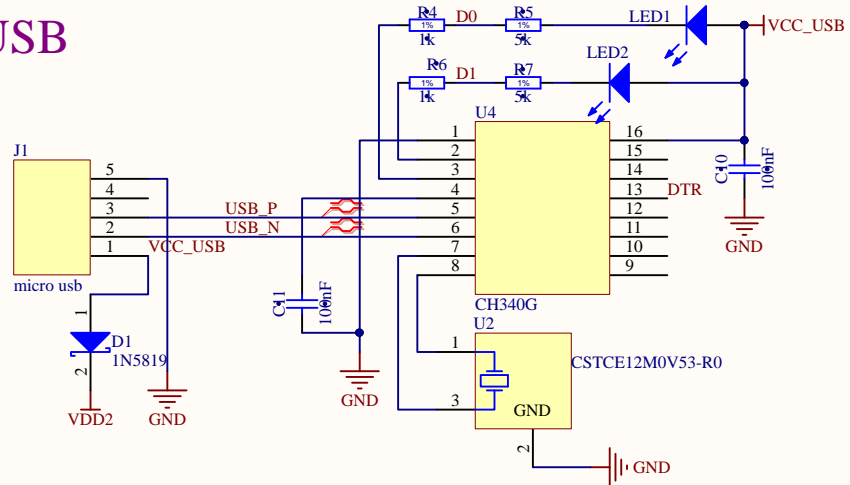 USB
R4 D0 R5 LED1
1% 1%
1k 5k
VCC_USB
R6 D1 R7 LED2
1% 1%
1k 5k
U4
1 16
2 15
3 14
4 13 DTR
5 12
6 11
7 10
8 9
CH340G
C10
100nF
GND
J1
5
4
3 USB_P
2 USB_N
1 VCC_USB
micro usb
C11
100nF
GND
1
D1
1N5819
2
VDD2
GND
U2
1
CSTCE12M0V53-R0
3
GND
2
GND